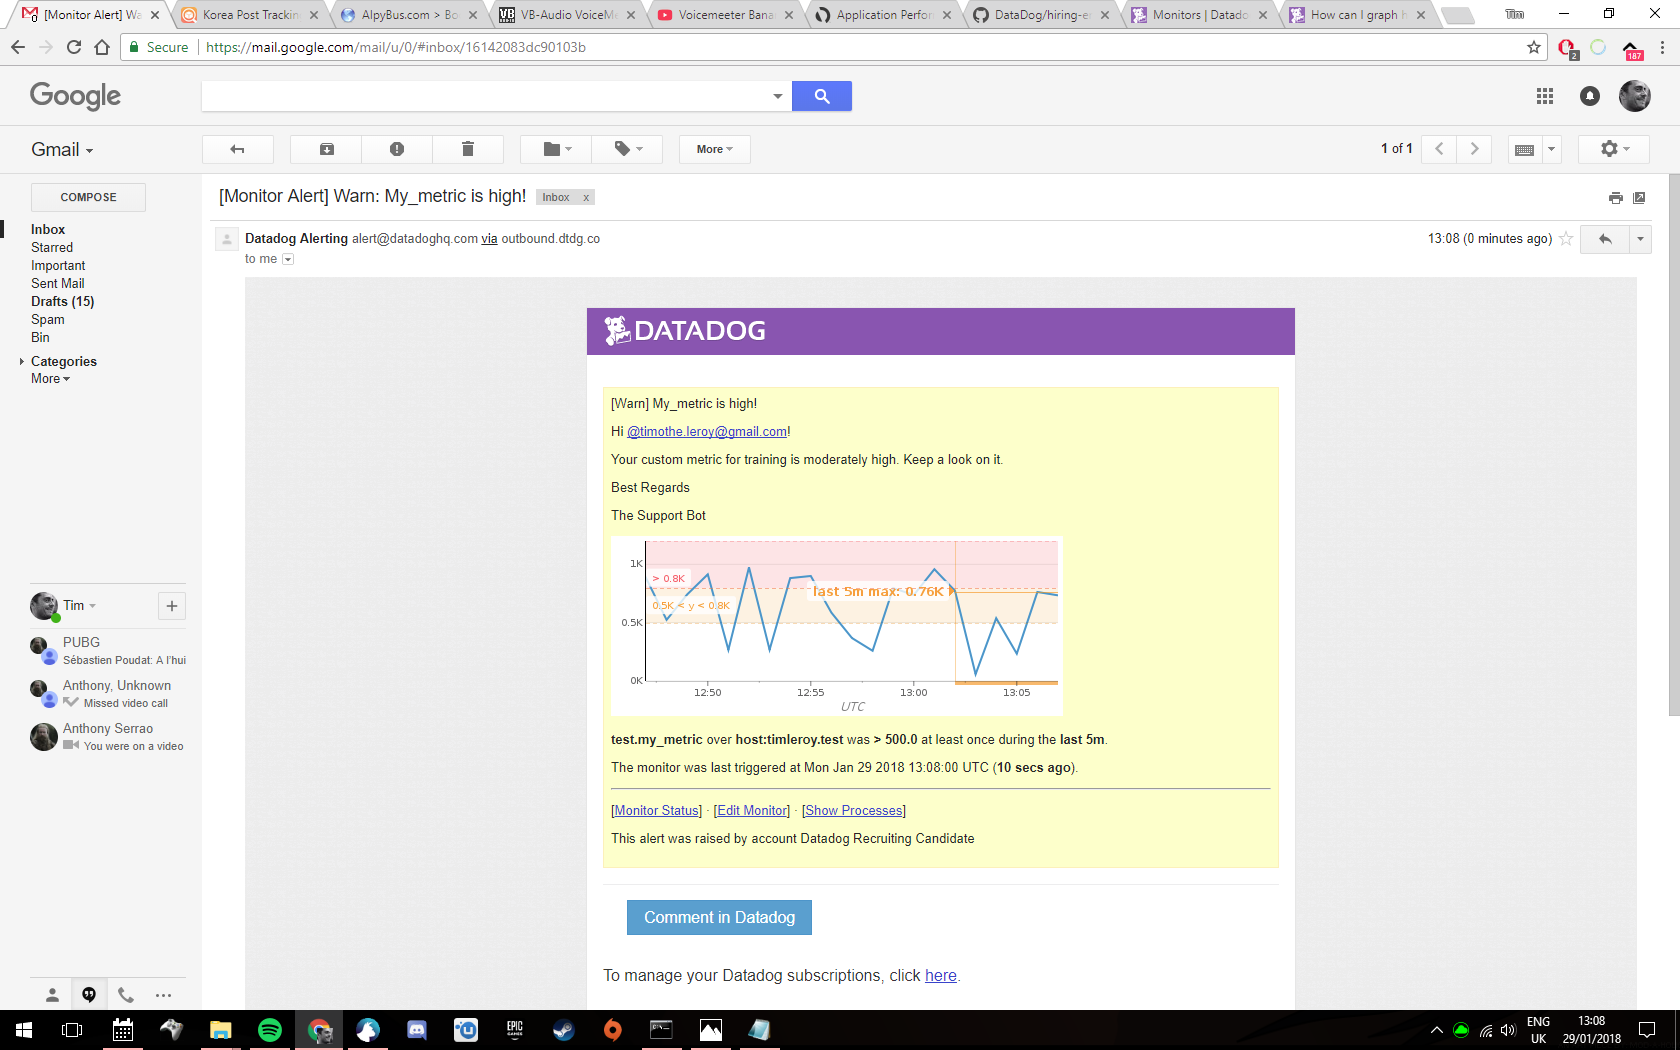 [Monitor Alert] Wa
Korea Post Trackin
AlpyBus.com > Bo
VB-Audio VoiceMe
Voicemeeter Bana
Application Perfor
DataDog/hiring-e
Monitors | Datado
How can I graph h
Tim
Secure https://mail.google.com/mail/u/0/#inbox/16142083dc90103b
2
187
Google
Gmail
More
1 of 1
COMPOSE
Inbox
Starred
Important
Sent Mail
Drafts (15)
Spam
Bin
Categories
More
[Monitor Alert] Warn: My_metric is high! Inbox x
Datadog Alerting alert@datadoghq.com via outbound.dtdg.co
13:08 (0 minutes ago)
to me
DATADOG
[Warn] My_metric is high!
Hi @timothe.leroy@gmail.com!
Your custom metric for training is moderately high. Keep a look on it.
Best Regards
The Support Bot
1K
> 0.8K
last 5m max: 0.76K
0.5K < y < 0.8K
0.5K
0K
12:50 12:55 13:00 13:05
UTC
test.my_metric over host:timleroy.test was > 500.0 at least once during the last 5m.
The monitor was last triggered at Mon Jan 29 2018 13:08:00 UTC (10 secs ago).
[Monitor Status] · [Edit Monitor] · [Show Processes]
This alert was raised by account Datadog Recruiting Candidate
Comment in Datadog
To manage your Datadog subscriptions, click here.
Tim
PUBG
Sébastien Poudat: A l'hui
Anthony, Unknown
Missed video call
Anthony Serrao
You were on a video
EPIC
GAMES
ENG
UK
13:08
29/01/2018